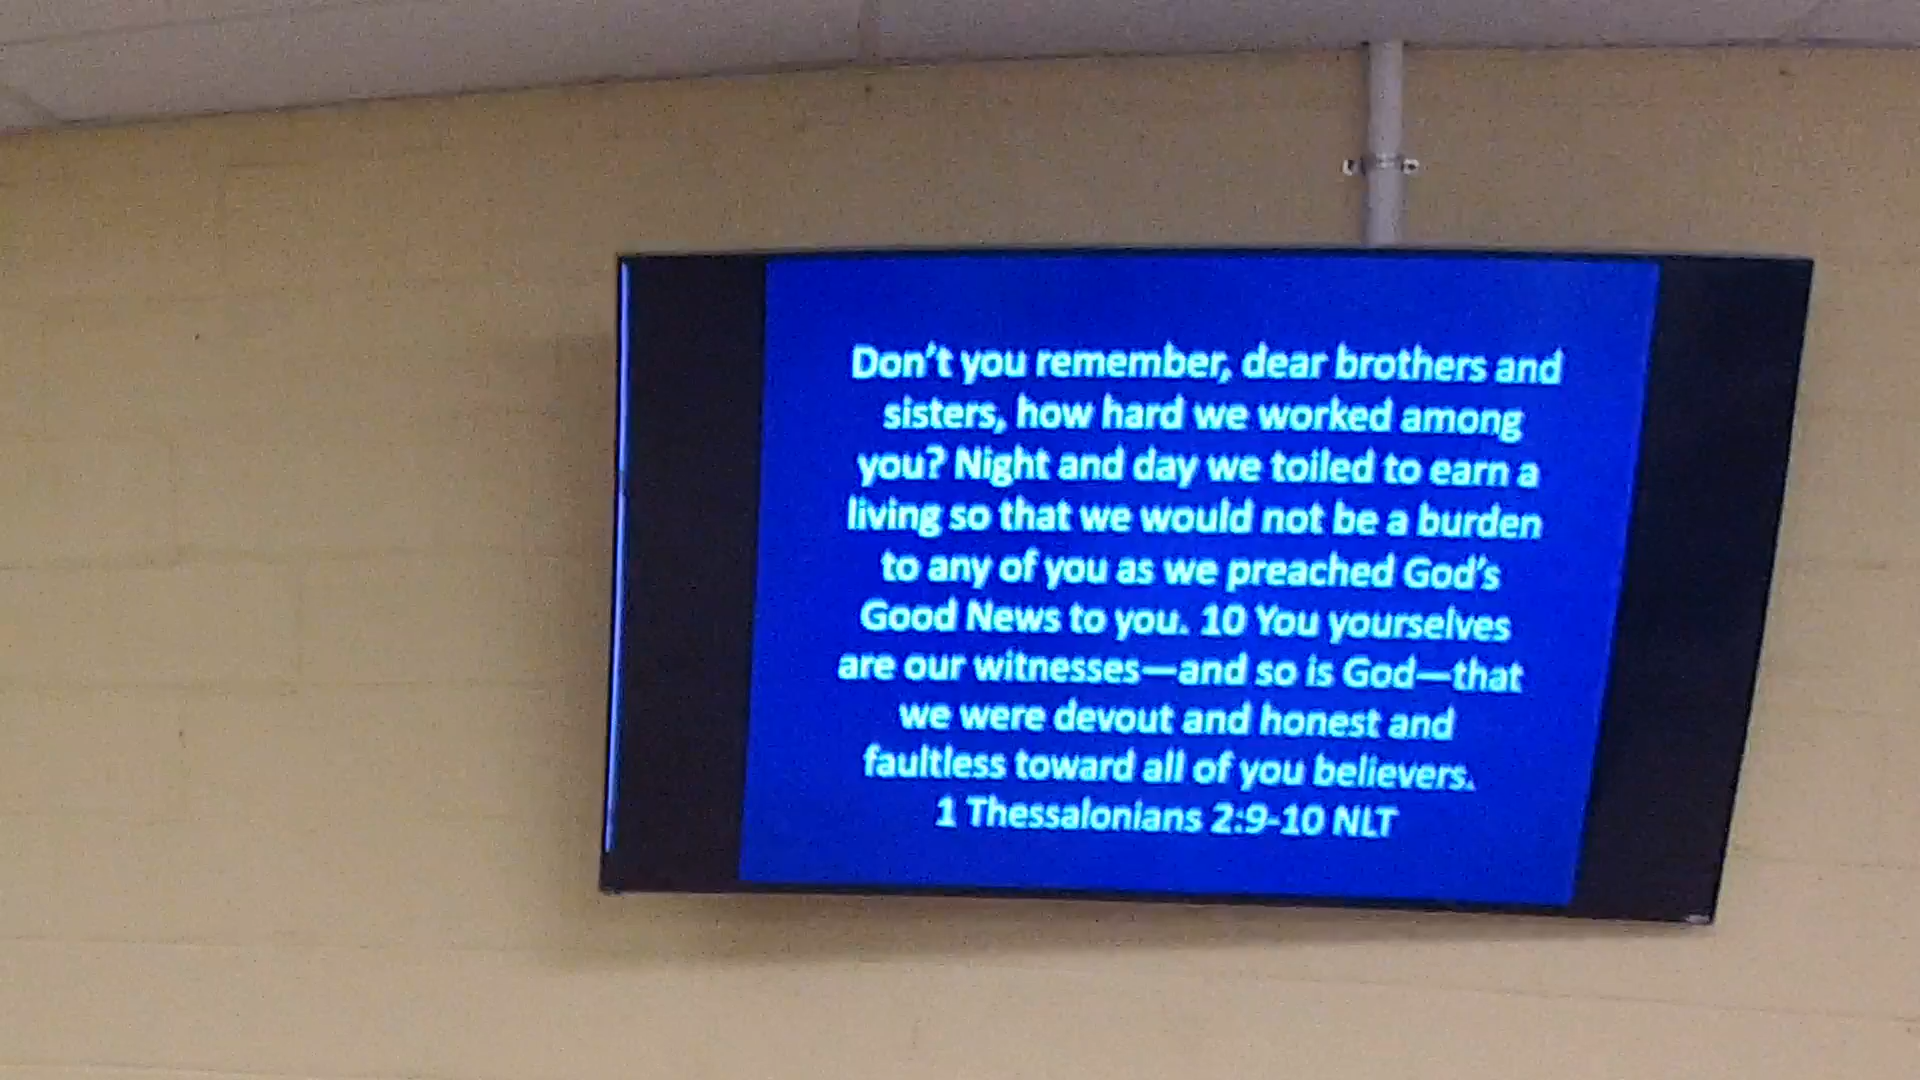 Don't you remember, dear brothers and
sisters, how hard we worked among
you? Night and day we toiled to earn a
living so that we would not be a burden
to any of you as we preached God's
Good News to you. 10 You yourselves
are our witnesses—and so is God—that
we were devout and honest and
faultless toward all of you believers.
1 Thessalonians 2:9-10 NLT